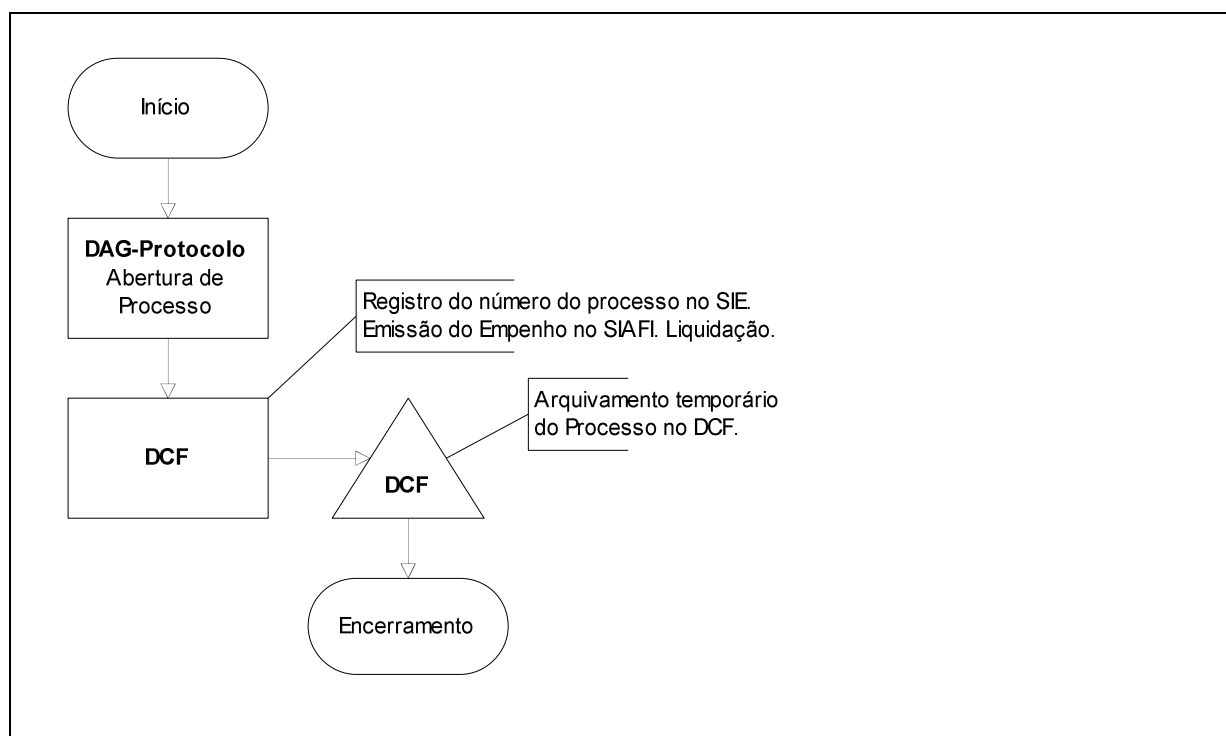 Início
DAG-Protocolo
Abertura de
Processo
Registro do número do processo no SIE.
Emissão do Empenho no SIAFI. Liquidação.
DCF
Arquivamento temporário
do Processo no DCF.
DCF
Encerramento